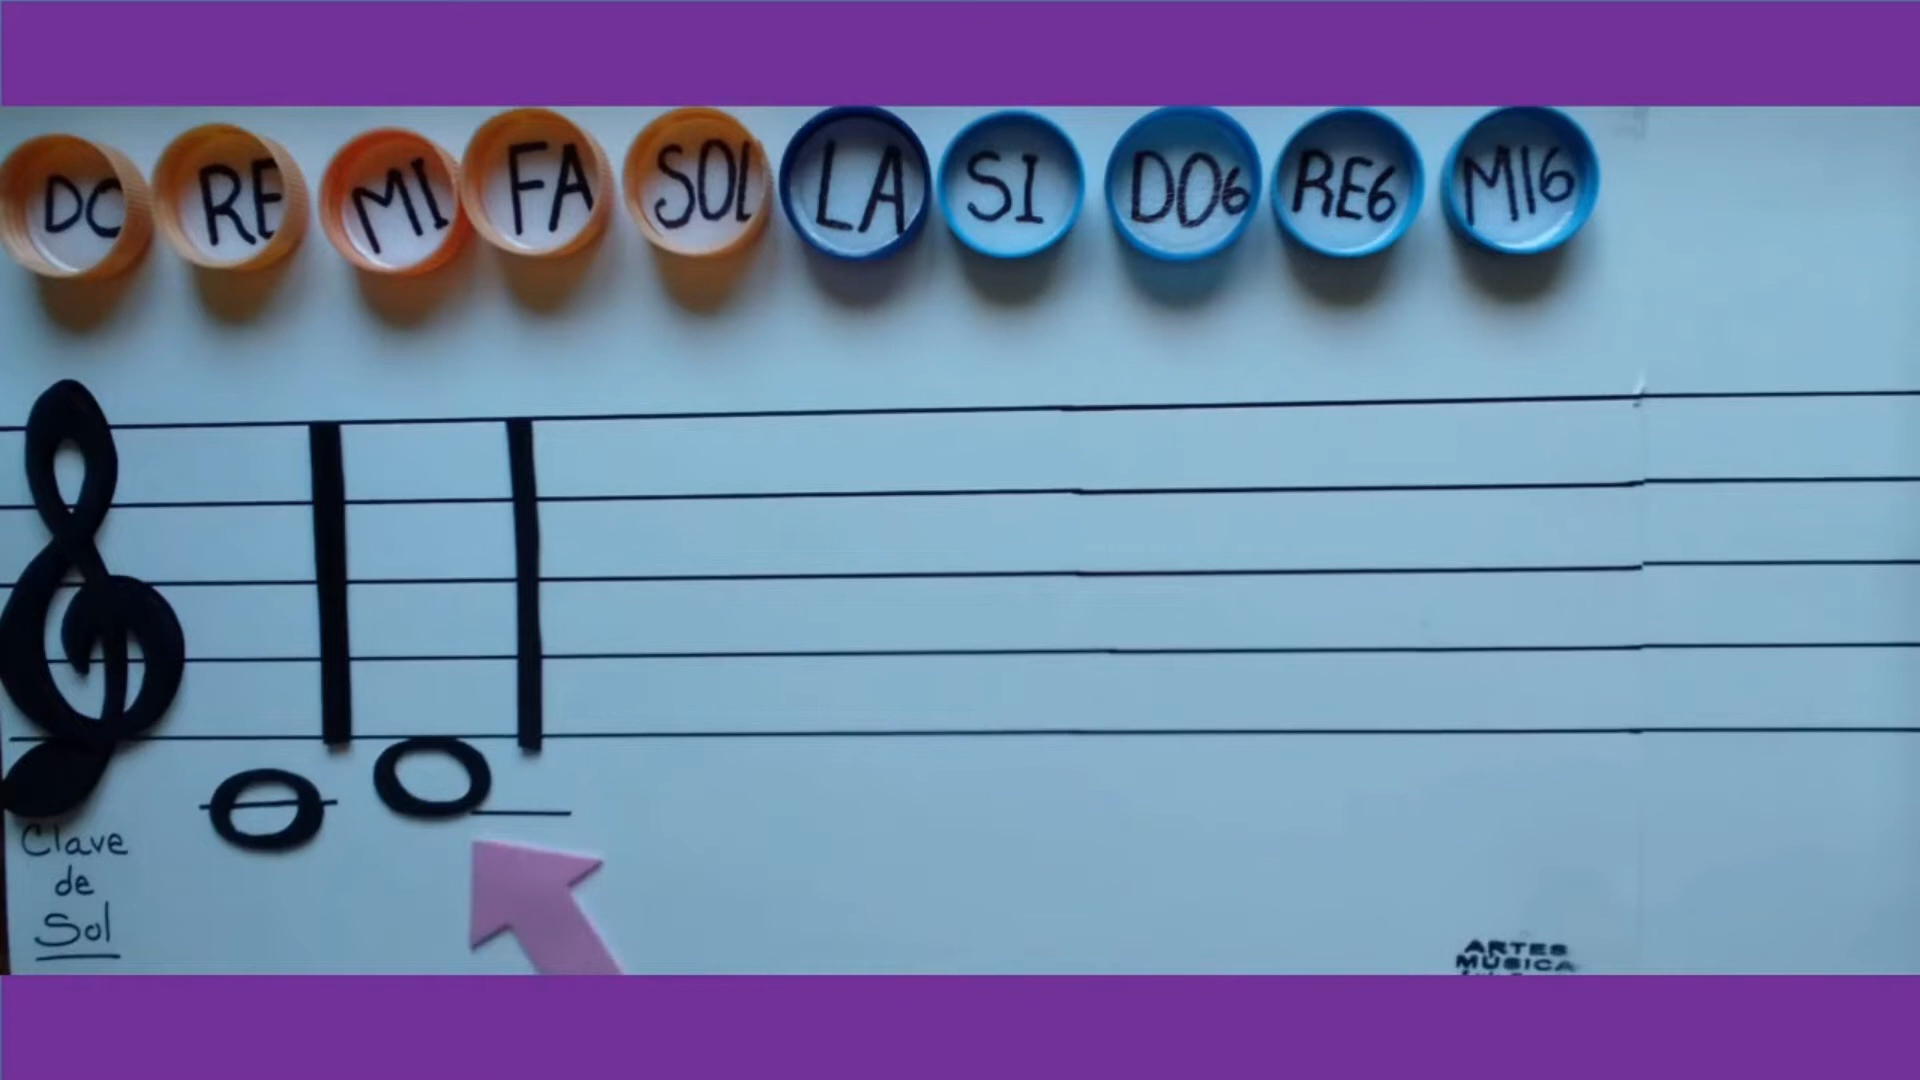 DO RE MI FA SOL LA SI DO6 RE6 MI6
Clave
de
Sol
ARTES
MUSICA